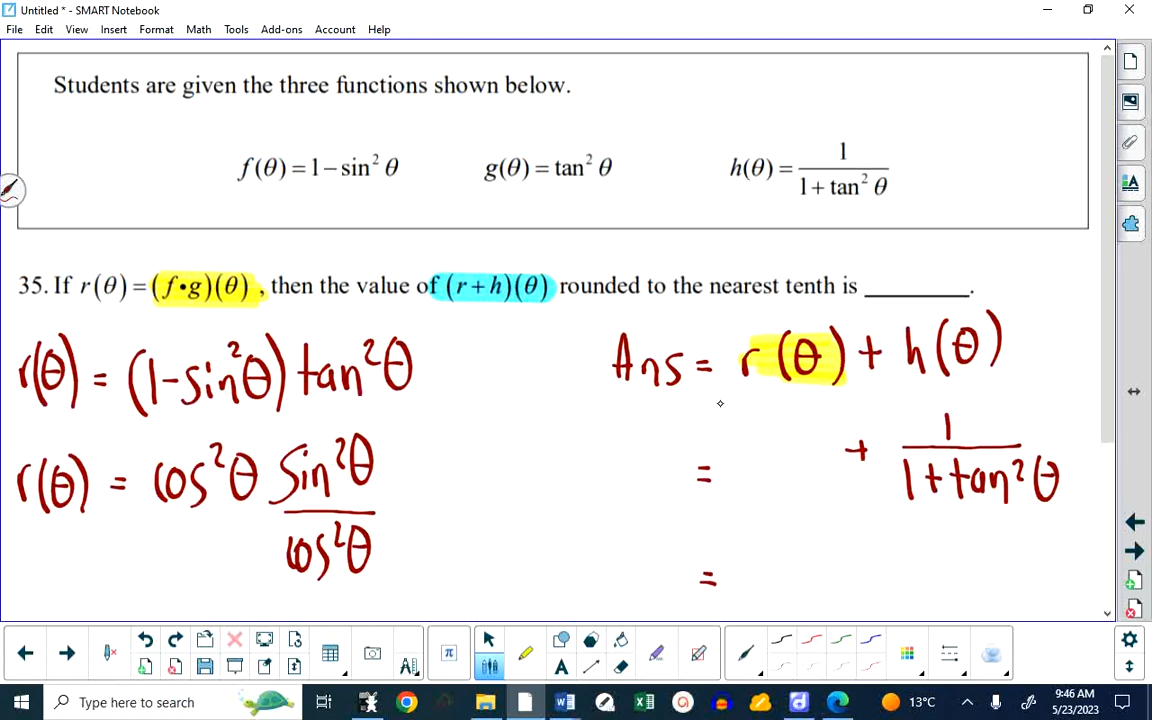 Untitled * - SMART Notebook
File Edit View Insert Format Math Tools Add-ons Account Help
Students are given the three functions shown below.
f(θ) = 1 − sin² θ g(θ) = tan² θ h(θ) = 1 / (1 + tan² θ)
35. If r(θ) = (f•g)(θ) , then the value of (r + h)(θ) rounded to the nearest tenth is ________.
r(θ) = (1-sin²θ) tan²θ
Ans = r(θ) + h(θ)
r(θ) = cos²θ sin²θ / cos²θ
= + 1 / (1+tan²θ)
=
Type here to search
13°C
9:46 AM
5/23/2023